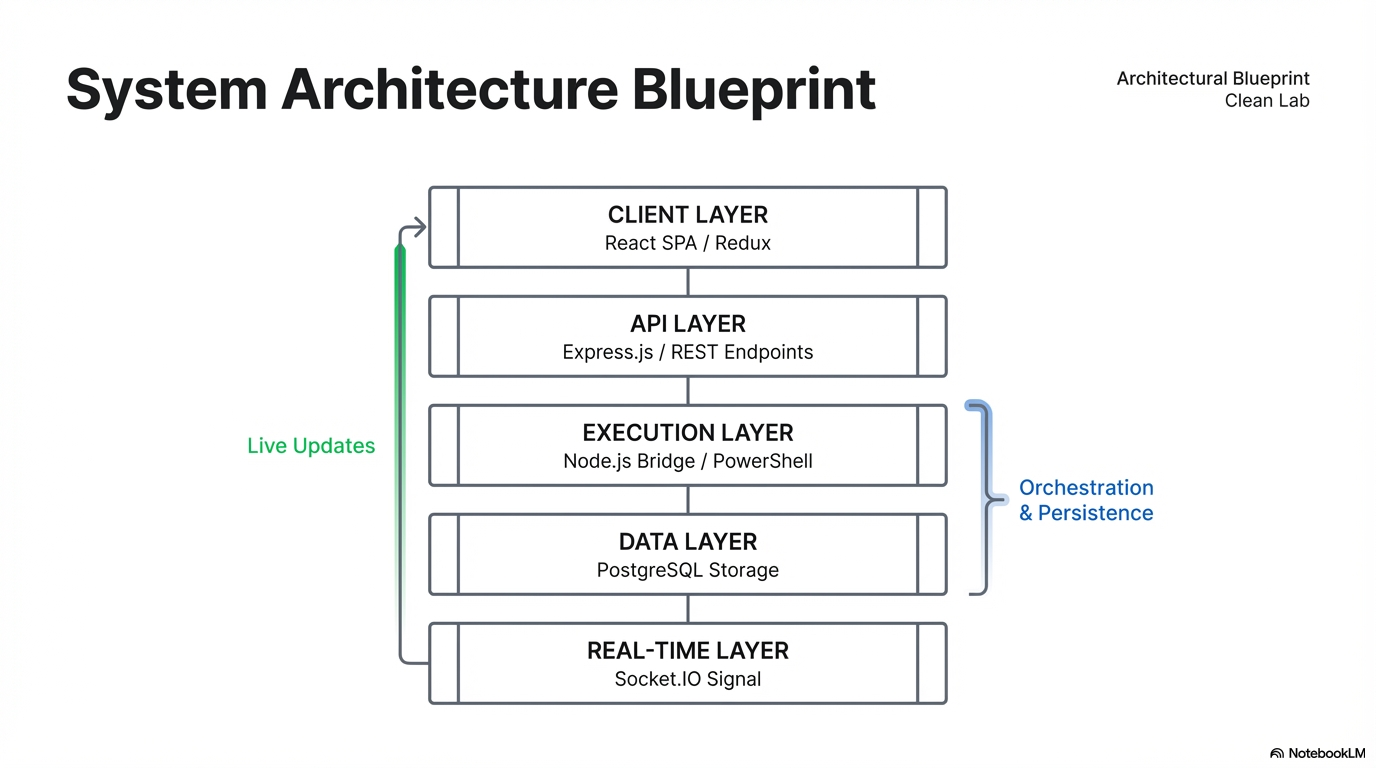 System Architecture Blueprint
Architectural Blueprint
Clean Lab
CLIENT LAYER
React SPA / Redux
API LAYER
Express.js / REST Endpoints
EXECUTION LAYER
Node.js Bridge / PowerShell
Live Updates
Orchestration
& Persistence
DATA LAYER
PostgreSQL Storage
REAL-TIME LAYER
Socket.IO Signal
NotebookLM